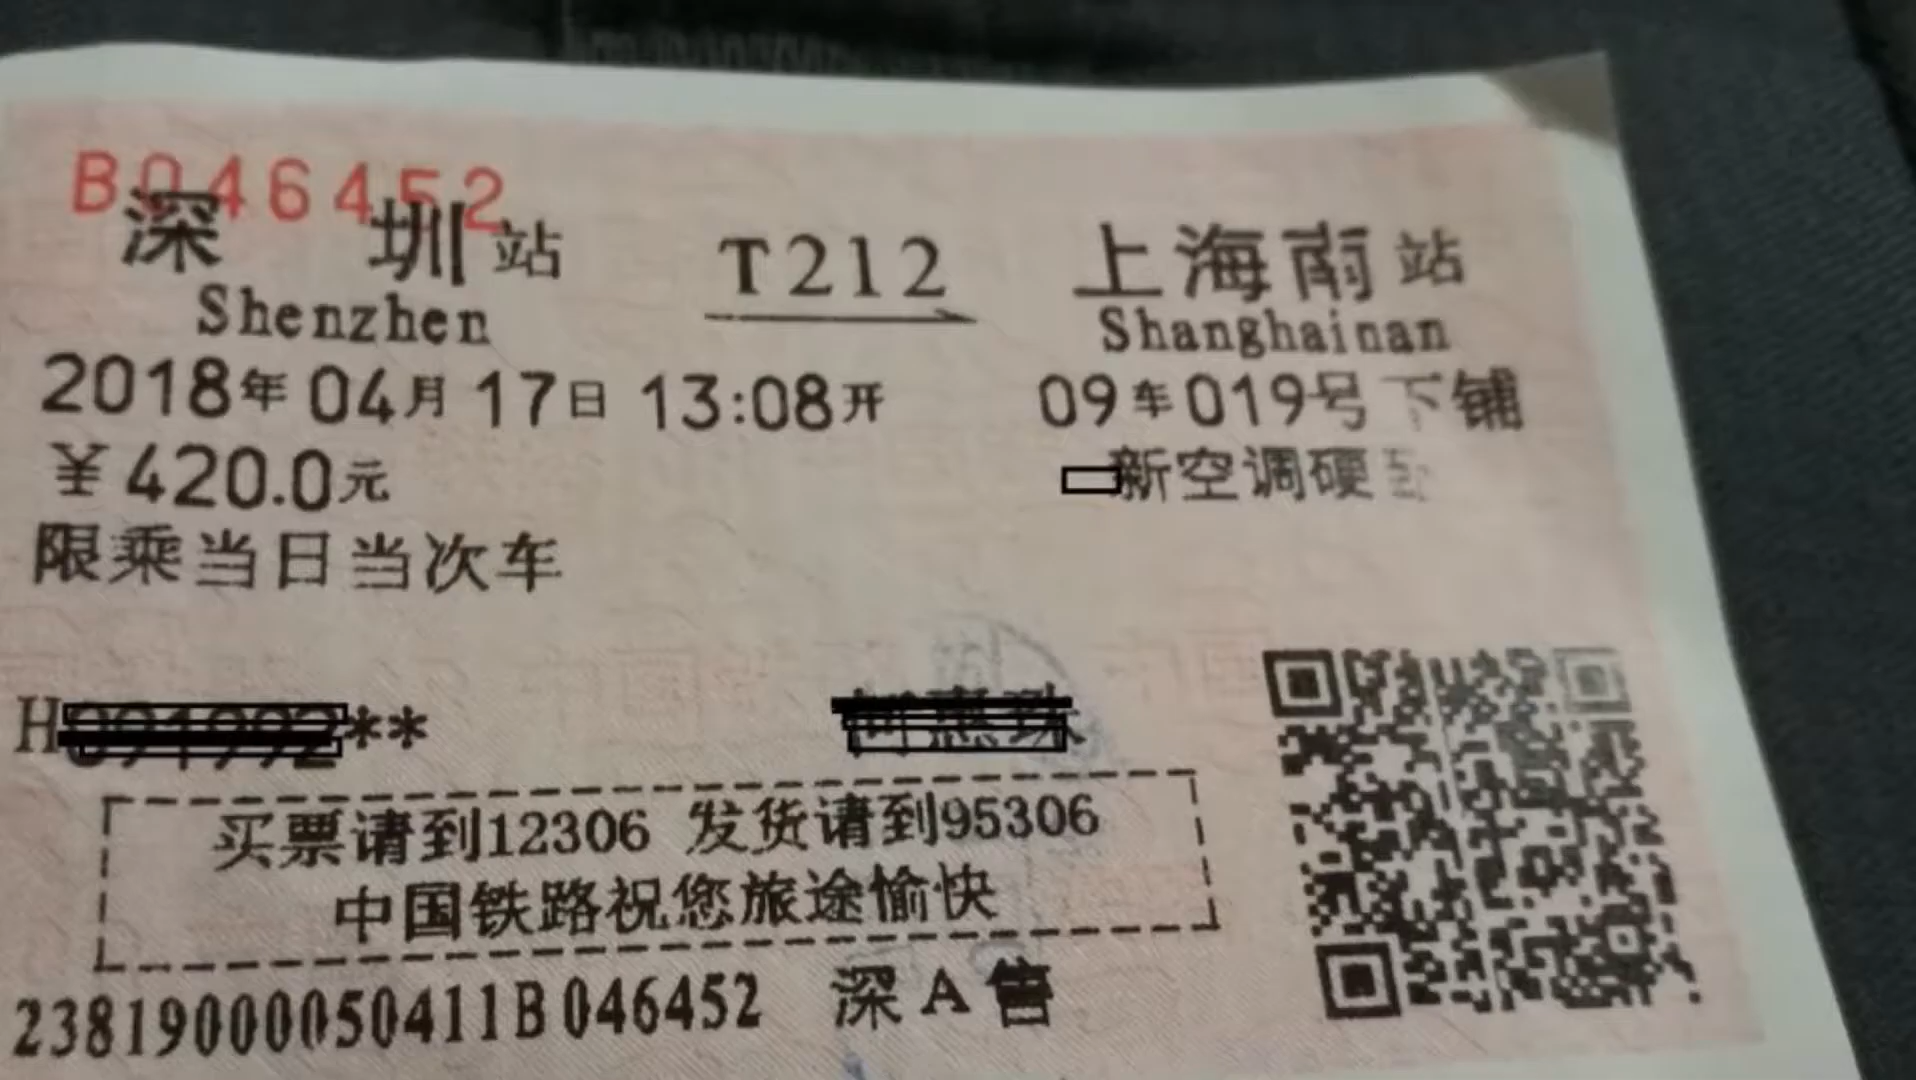 B046452
深 圳 站 T212 上海南 站
Shenzhen Shanghainan
2018年 04月 17日 13:08开 09车 019号 下铺
￥420.0元 新空调硬卧
限乘当日当次车
H **
买票请到12306 发货请到95306
中国铁路祝您旅途愉快
23819000050411B046452 深A售